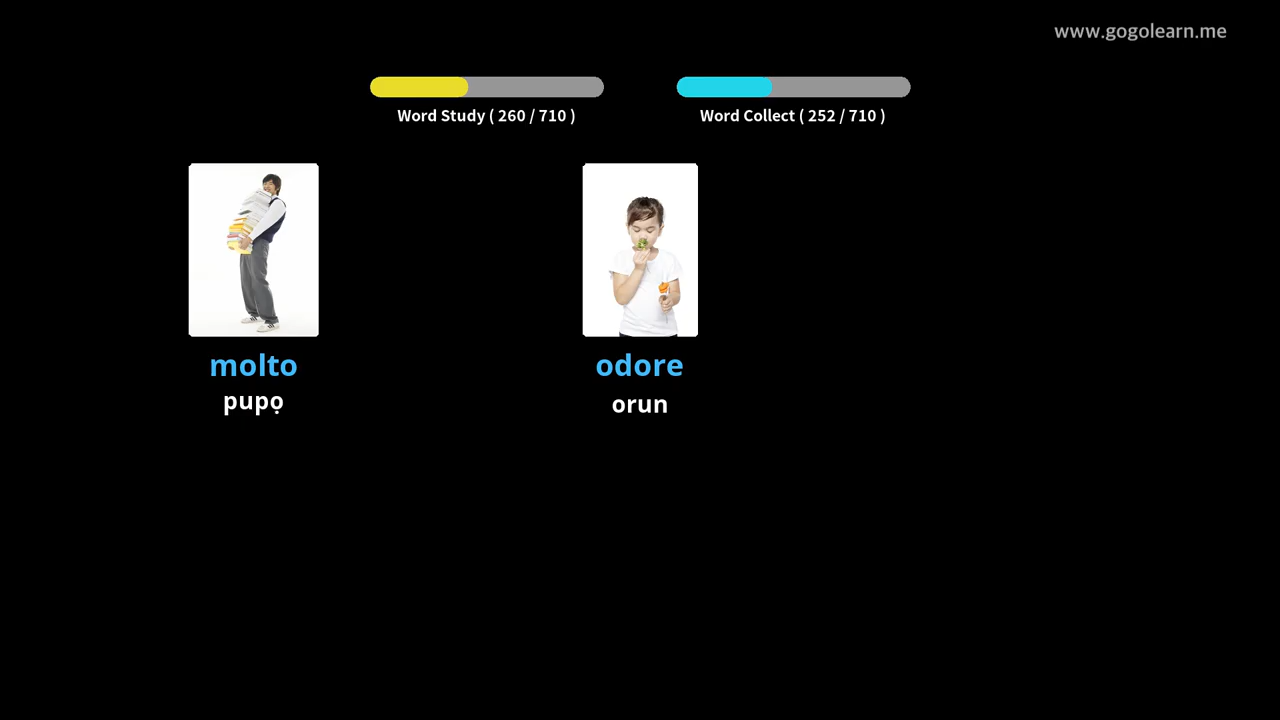 www.gogolearn.me
Word Study ( 260 / 710 )
Word Collect ( 252 / 710 )
molto
pupọ
odore
orun